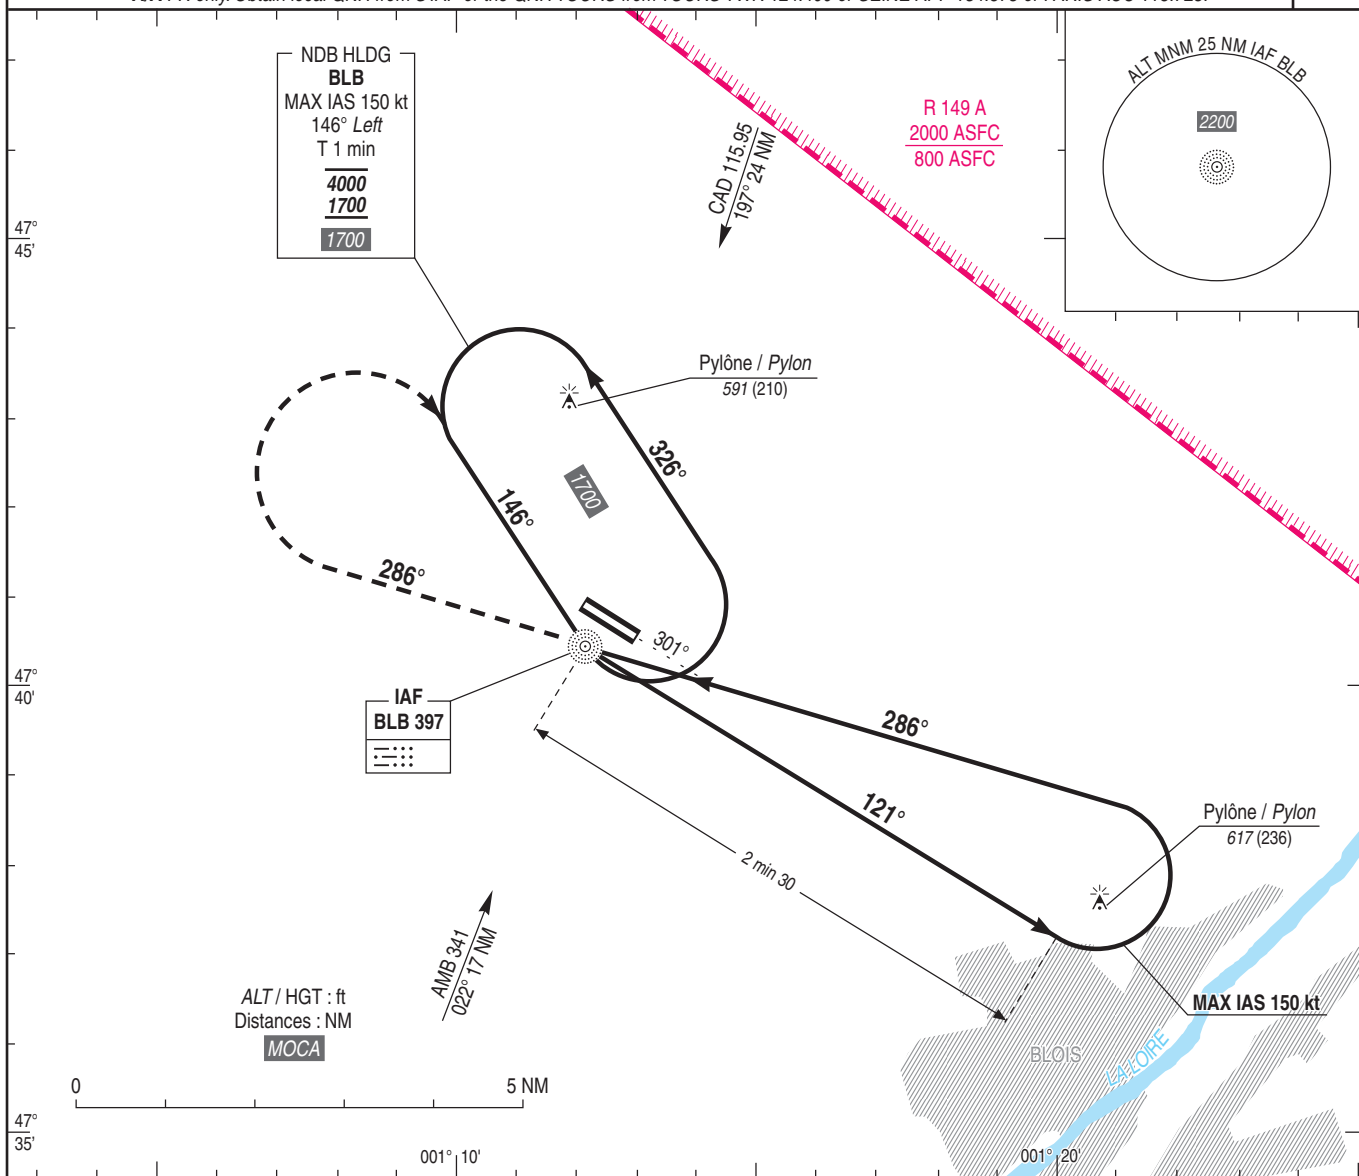 NDB HLDG
BLB
MAX IAS 150 kt
146° Left
T 1 min
4000
1700
1700
CAD 115.95
197° 24 NM
R 149 A
2000 ASFC
800 ASFC
ALT MNM 25 NM IAF BLB
2200
47°
45'
Pylône / Pylon
591 (210)
326°
1700
146°
286°
301°
47°
40'
IAF
BLB 397
286°
121°
2 min 30
Pylône / Pylon
617 (236)
AMB 341
022° 17 NM
MAX IAS 150 kt
ALT / HGT : ft
Distances : NM
MOCA
BLOIS
LA LOIRE
0
5 NM
47°
35'
001° 10'
001° 20'